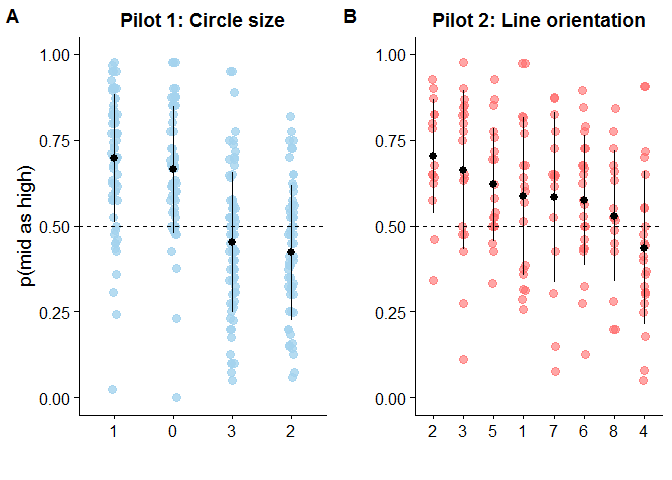 A
Pilot 1: Circle size
B
Pilot 2: Line orientation
p(mid as high)
1.00
0.75
0.50
0.25
0.00
1 0 3 2
1.00
0.75
0.50
0.25
0.00
2 3 5 1 7 6 8 4